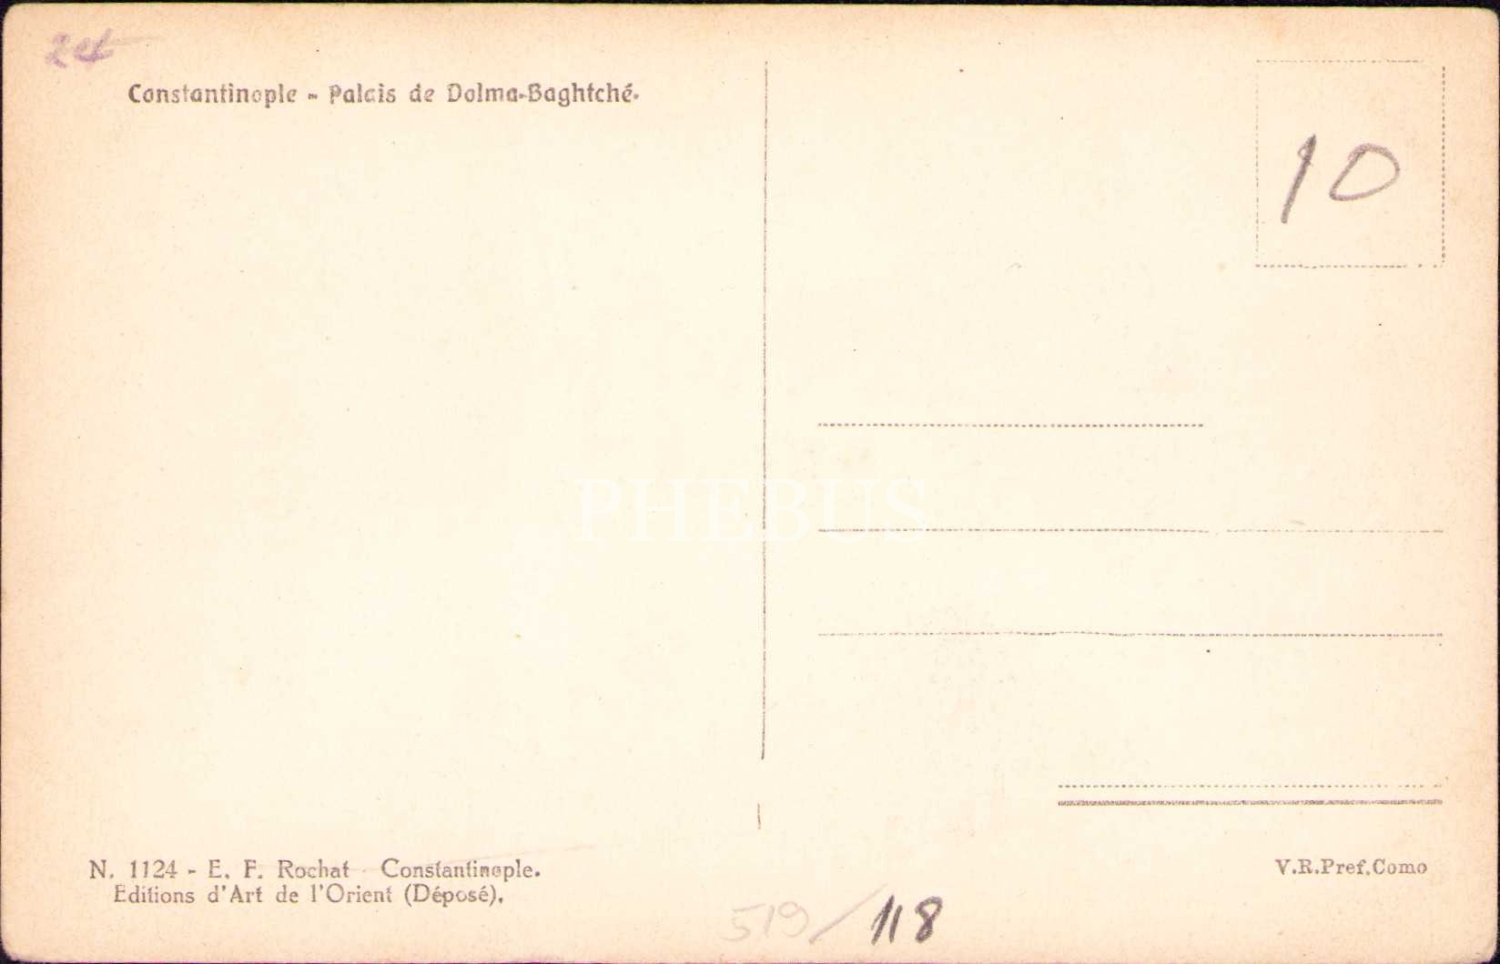 Constantinople - Palais de Dolma-Baghtché.
10
PHEBUS
N. 1124 - E. F. Rochat Constantinople.
Editions d'Art de l'Orient (Déposé).
V.R.Pref.Como
519/118